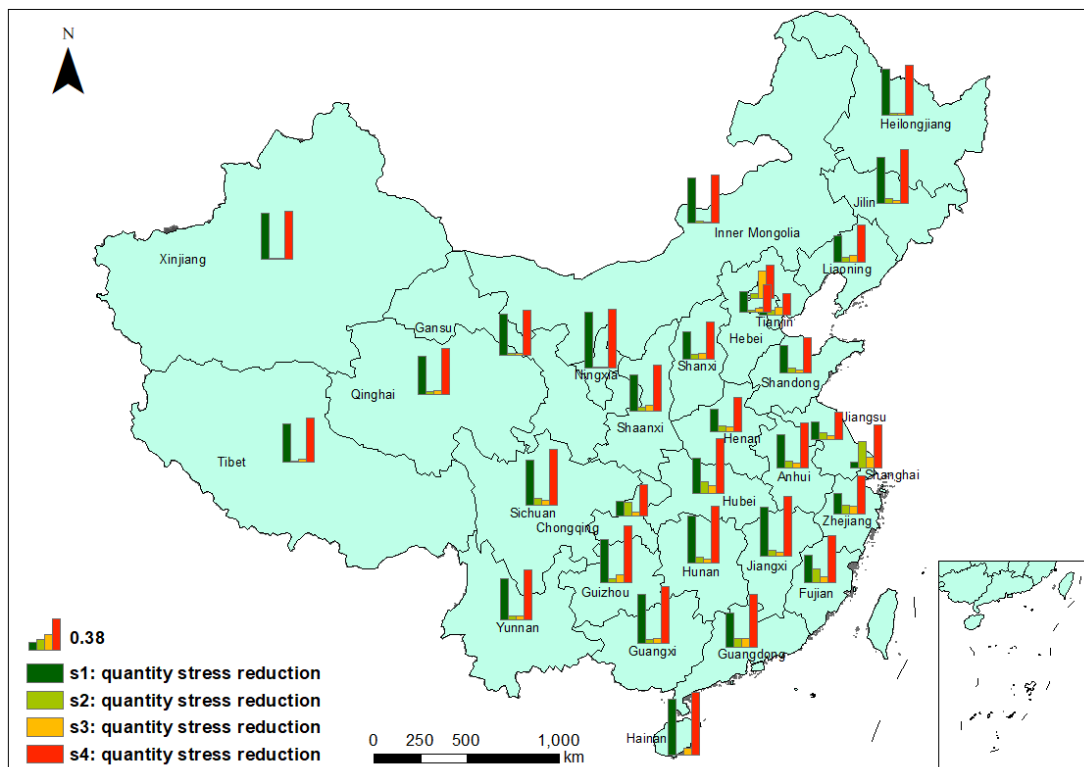 N
Heilongjiang
Jilin
Inner Mongolia
Xinjiang
Liaoning
Gansu
Tianjin
Hebei
Ningxia
Shanxi
Qinghai
Shandong
Shaanxi
Jiangsu
Henan
Tibet
Anhui
Shanghai
Hubei
Sichuan
Zhejiang
Chongqing
Hunan
Jiangxi
Guizhou
Fujian
Yunnan
Guangxi
Guangdong
Hainan
0.38
s1: quantity stress reduction
s2: quantity stress reduction
s3: quantity stress reduction
s4: quantity stress reduction
0 250 500 1,000
km